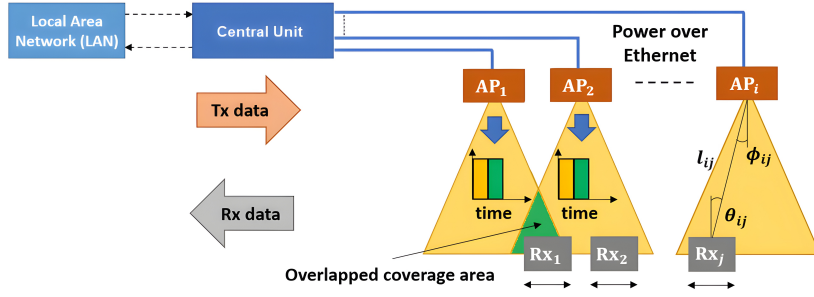 Local Area
Network (LAN)
Central Unit
Power over
Ethernet
AP₁
AP₂
APᵢ
Tx data
lᵢⱼ
ϕᵢⱼ
time
time
θᵢⱼ
Rx data
Rx₁
Rx₂
Rxⱼ
Overlapped coverage area